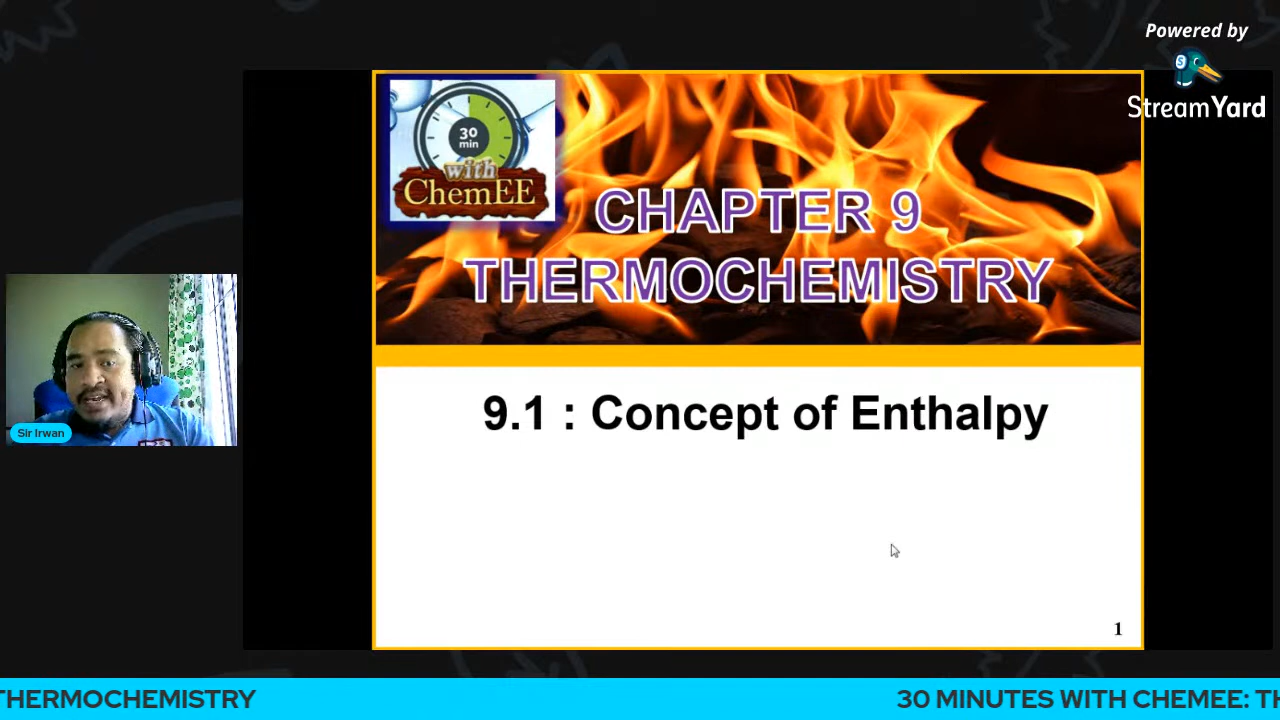 Powered by
StreamYard
30
min
with
ChemEE
CHAPTER 9
THERMOCHEMISTRY
9.1 : Concept of Enthalpy
Sir Irwan
1
THERMOCHEMISTRY
30 MINUTES WITH CHEMEE: TH